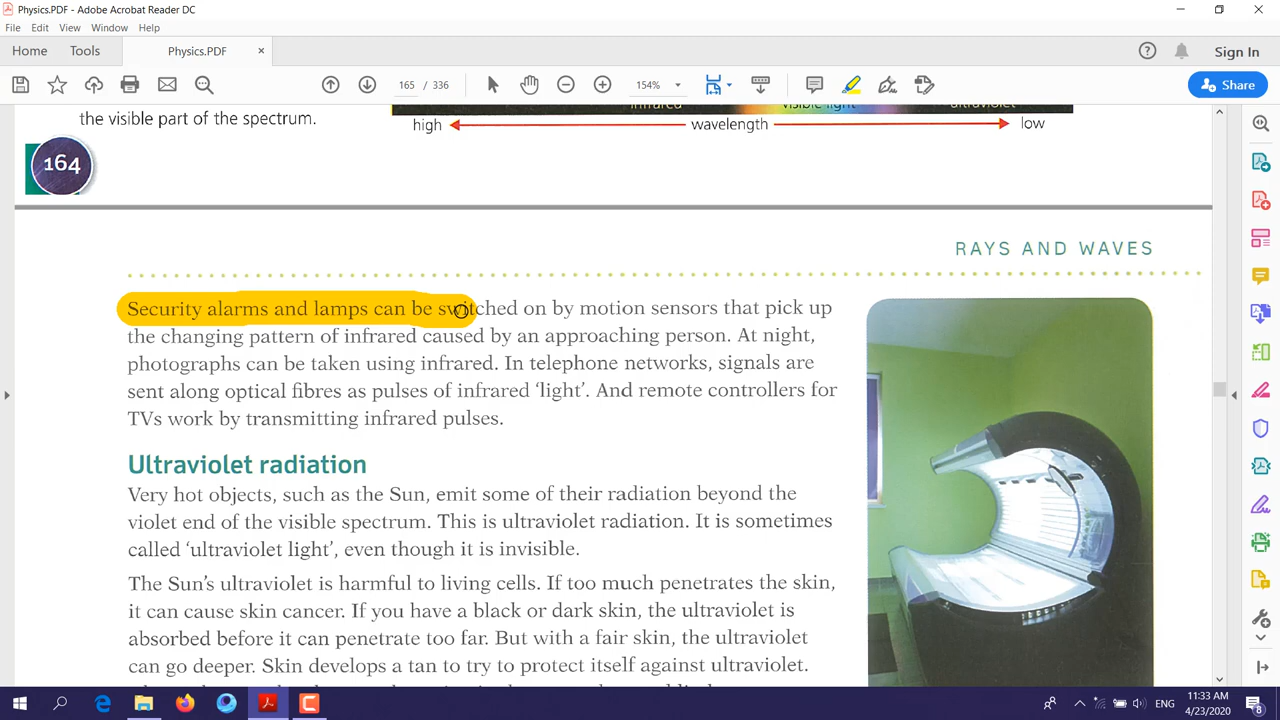 Physics.PDF - Adobe Acrobat Reader DC
File Edit View Window Help
Home Tools Physics.PDF × Sign In
165 / 336 154% Share
infrared visible light ultraviolet
the visible part of the spectrum.
high wavelength low
164
RAYS AND WAVES
Security alarms and lamps can be switched on by motion sensors that pick up
the changing pattern of infrared caused by an approaching person. At night,
photographs can be taken using infrared. In telephone networks, signals are
sent along optical fibres as pulses of infrared ‘light’. And remote controllers for
TVs work by transmitting infrared pulses.
Ultraviolet radiation
Very hot objects, such as the Sun, emit some of their radiation beyond the
violet end of the visible spectrum. This is ultraviolet radiation. It is sometimes
called ‘ultraviolet light’, even though it is invisible.
The Sun’s ultraviolet is harmful to living cells. If too much penetrates the skin,
it can cause skin cancer. If you have a black or dark skin, the ultraviolet is
absorbed before it can penetrate too far. But with a fair skin, the ultraviolet
can go deeper. Skin develops a tan to try to protect itself against ultraviolet.
ENG
11:33 AM
4/23/2020
8